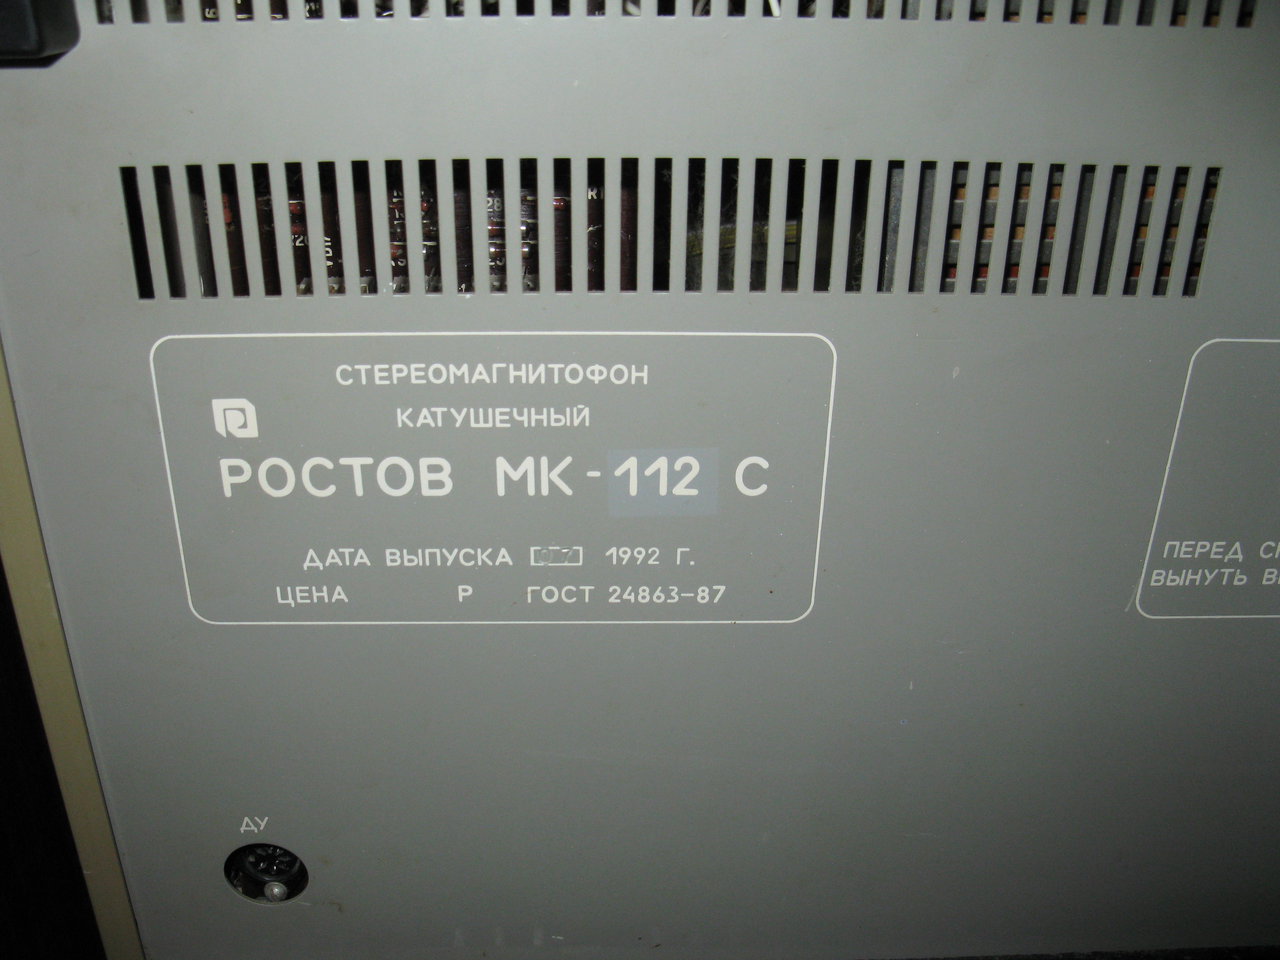 СТЕРЕОМАГНИТОФОН
КАТУШЕЧНЫЙ
РОСТОВ МК-112 С
ДАТА ВЫПУСКА 1992 Г.
ЦЕНА Р ГОСТ 24863-87
ПЕРЕД
ВЫНУТЬ
ДУ